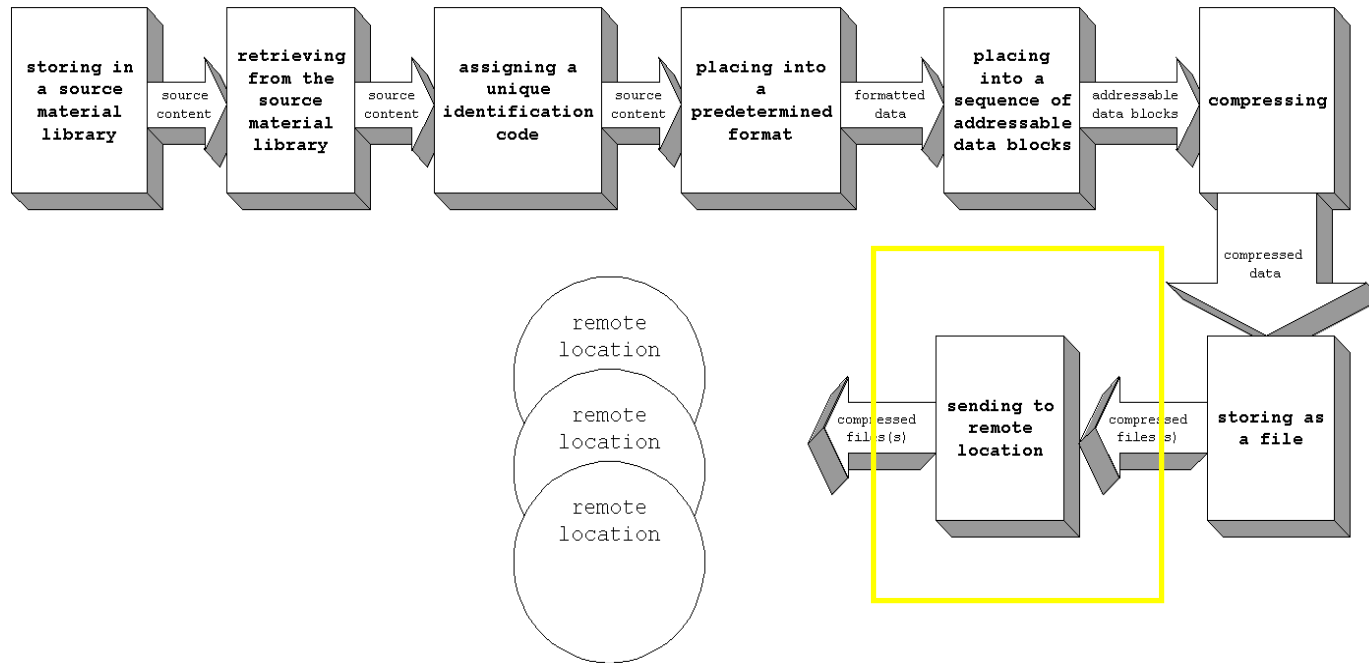 storing in
a source
material
library
source
content
retrieving
from the
source
material
library
source
content
assigning a
unique
identification
code
source
content
placing into
a
predetermined
format
formatted
data
placing
into a
sequence of
addressable
data blocks
addressable
data blocks
compressing
compressed
data
storing as
a file
compressed
files(s)
sending to
remote
location
compressed
files(s)
remote
location
remote
location
remote
location